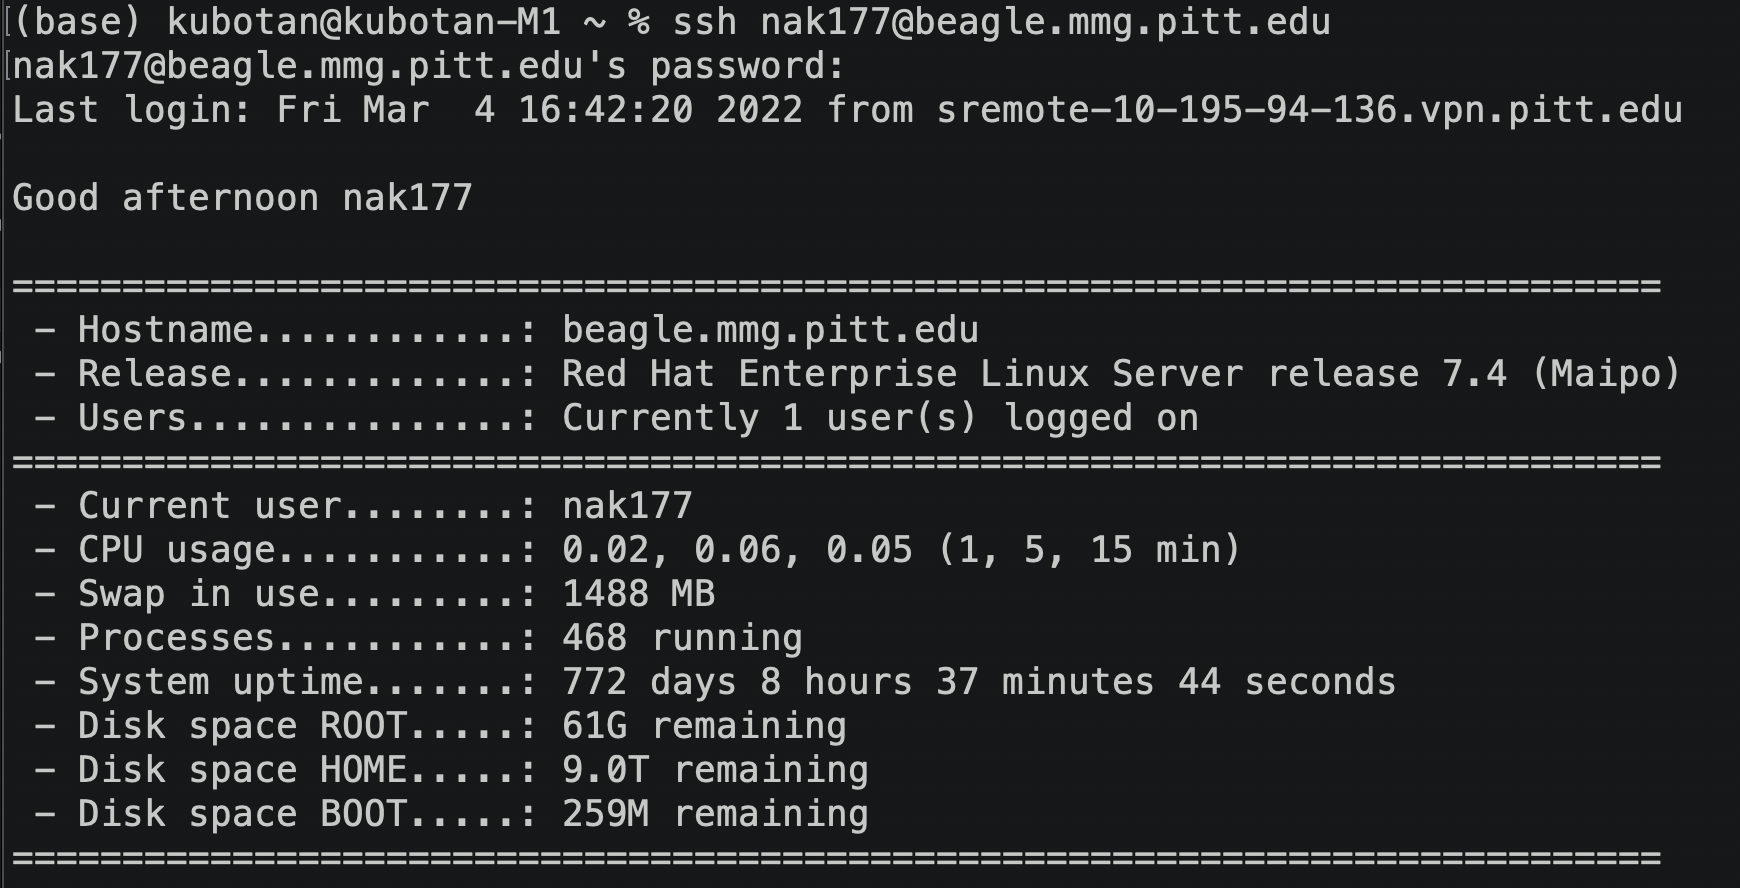 (base) kubotan@kubotan-M1 ~ % ssh nak177@beagle.mmg.pitt.edu
nak177@beagle.mmg.pitt.edu's password:
Last login: Fri Mar  4 16:42:20 2022 from sremote-10-195-94-136.vpn.pitt.edu
Good afternoon nak177
===========================================================================
 - Hostname............: beagle.mmg.pitt.edu
 - Release.............: Red Hat Enterprise Linux Server release 7.4 (Maipo)
 - Users...............: Currently 1 user(s) logged on
===========================================================================
 - Current user........: nak177
 - CPU usage...........: 0.02, 0.06, 0.05 (1, 5, 15 min)
 - Swap in use.........: 1488 MB
 - Processes...........: 468 running
 - System uptime.......: 772 days 8 hours 37 minutes 44 seconds
 - Disk space ROOT.....: 61G remaining
 - Disk space HOME.....: 9.0T remaining
 - Disk space BOOT.....: 259M remaining
===========================================================================